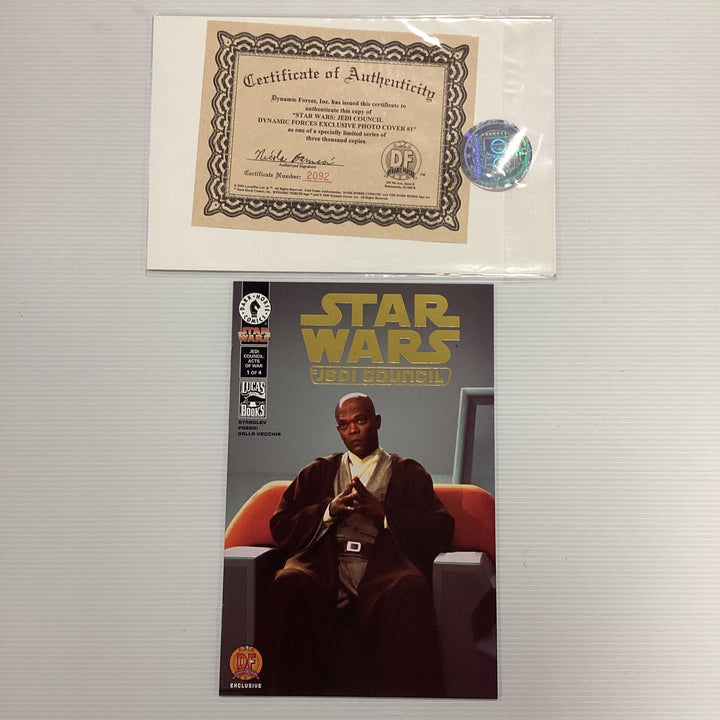 Certificate of Authenticity
Dynamic Forces, Inc. has issued this certificate to
authenticate this copy of
"STAR WARS: JEDI COUNCIL
DYNAMIC FORCES EXCLUSIVE PHOTO COVER #1"
as one of a specially limited series of
three thousand copies.
Authorized Signature
Certificate Number: 2092
DF
STAR
WARS
JEDI COUNCIL
DARK HORSE
COMICS
STAR
WARS
JEDI
COUNCIL:
ACTS
OF WAR
1 OF 4
LUCAS
BOOKS
STRADLEY
FABBRI
DALLA VECCHIA
DF
EXCLUSIVE